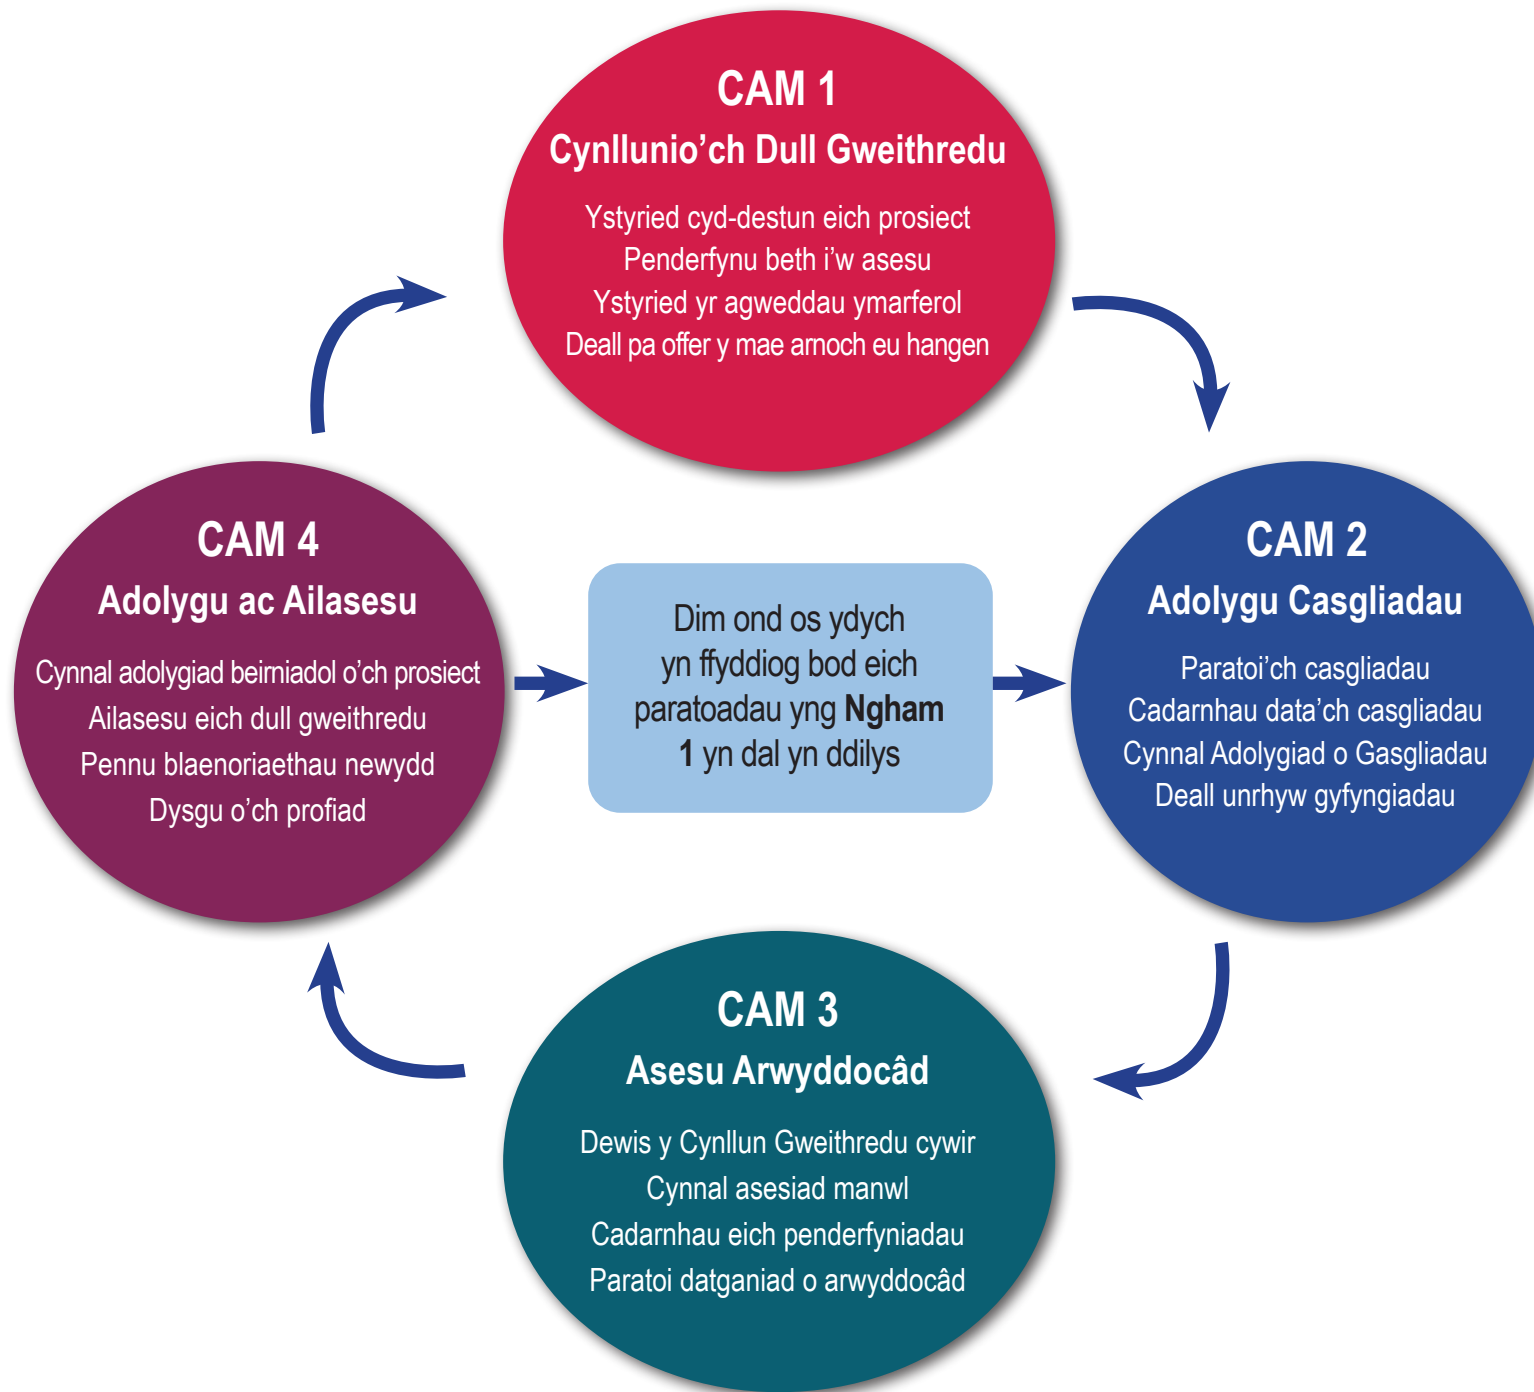 CAM 1
Cynllunio’ch Dull Gweithredu
Ystyried cyd-destun eich prosiect
Penderfynu beth i’w asesu
Ystyried yr agweddau ymarferol
Deall pa offer y mae arnoch eu hangen
CAM 2
Adolygu Casgliadau
Paratoi’ch casgliadau
Cadarnhau data’ch casgliadau
Cynnal Adolygiad o Gasgliadau
Deall unrhyw gyfyngiadau
CAM 3
Asesu Arwyddocâd
Dewis y Cynllun Gweithredu cywir
Cynnal asesiad manwl
Cadarnhau eich penderfyniadau
Paratoi datganiad o arwyddocâd
CAM 4
Adolygu ac Ailasesu
Cynnal adolygiad beirniadol o’ch prosiect
Ailasesu eich dull gweithredu
Pennu blaenoriaethau newydd
Dysgu o’ch profiad
Dim ond os ydych
yn ffyddiog bod eich
paratoadau yng Ngham
1 yn dal yn ddilys